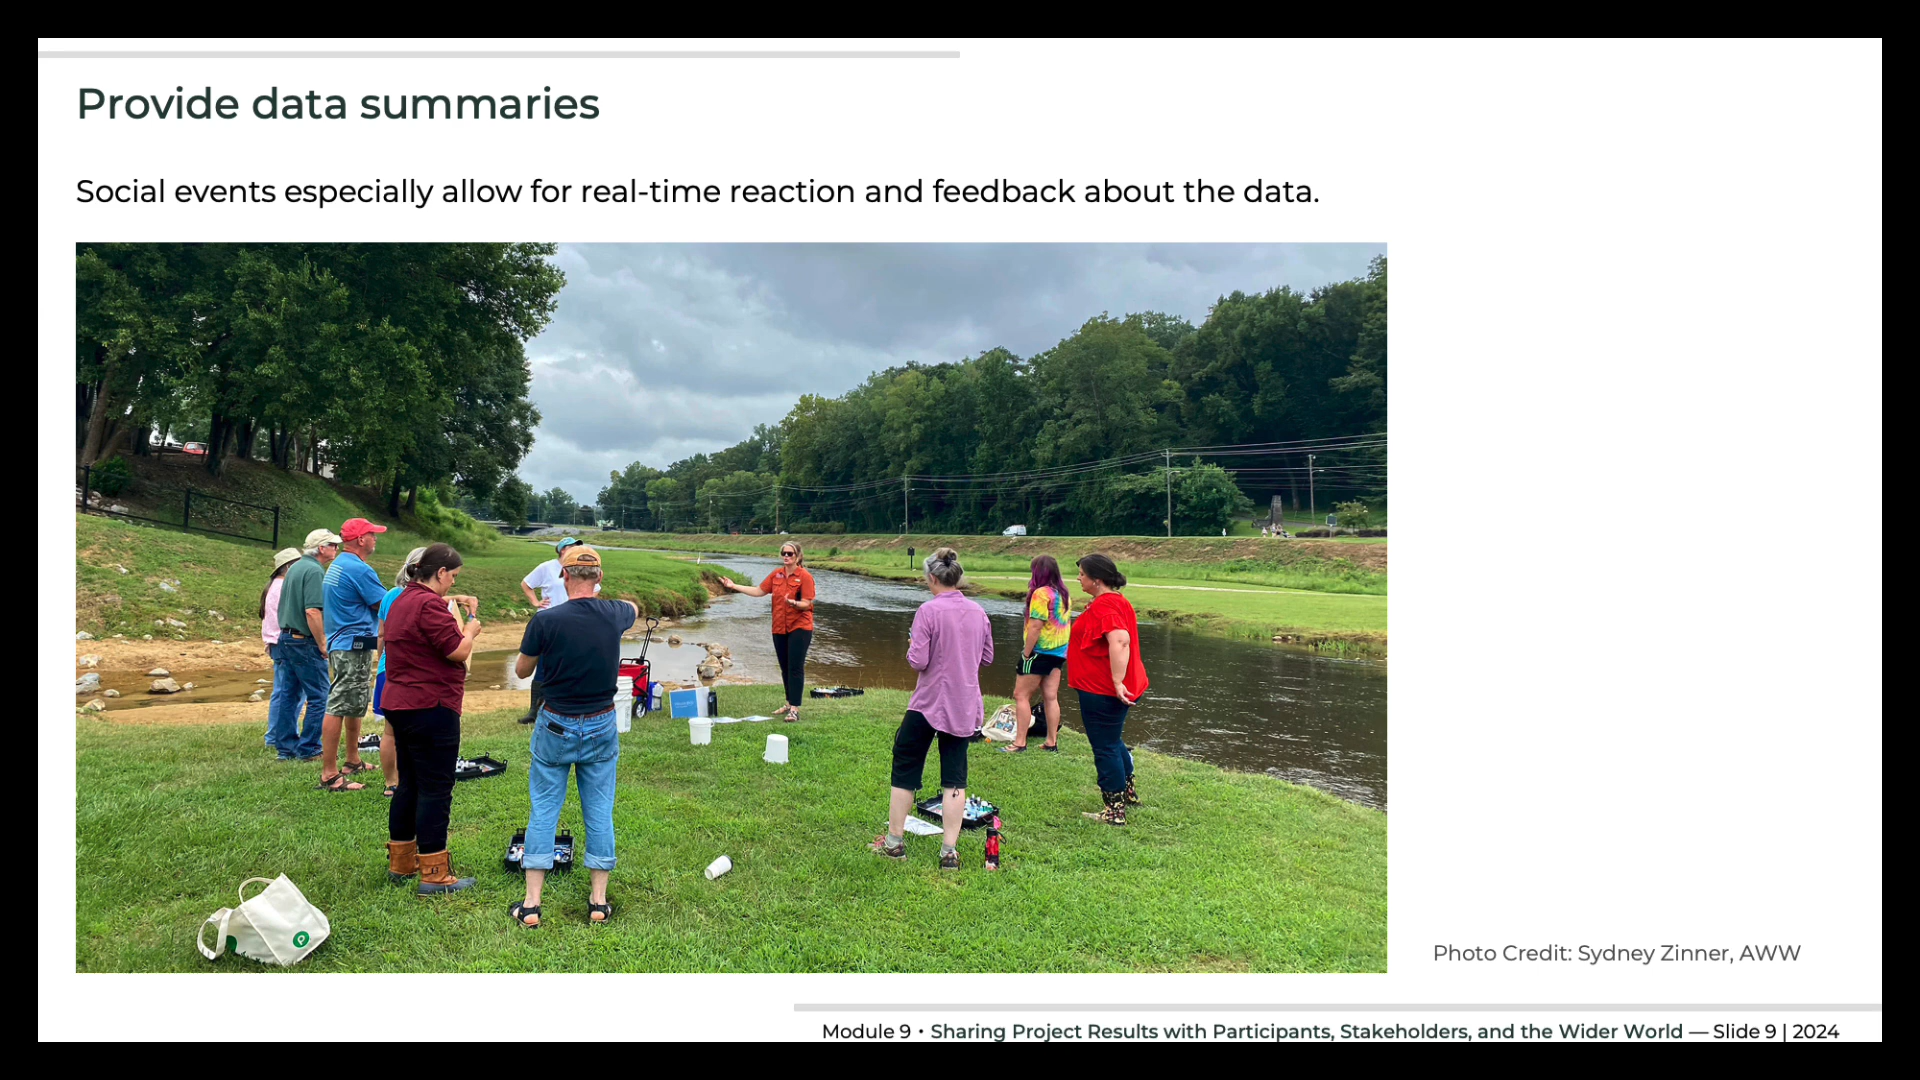 Provide data summaries
Social events especially allow for real-time reaction and feedback about the data.
Photo Credit: Sydney Zinner, AWW
Module 9 • Sharing Project Results with Participants, Stakeholders, and the Wider World — Slide 9 | 2024